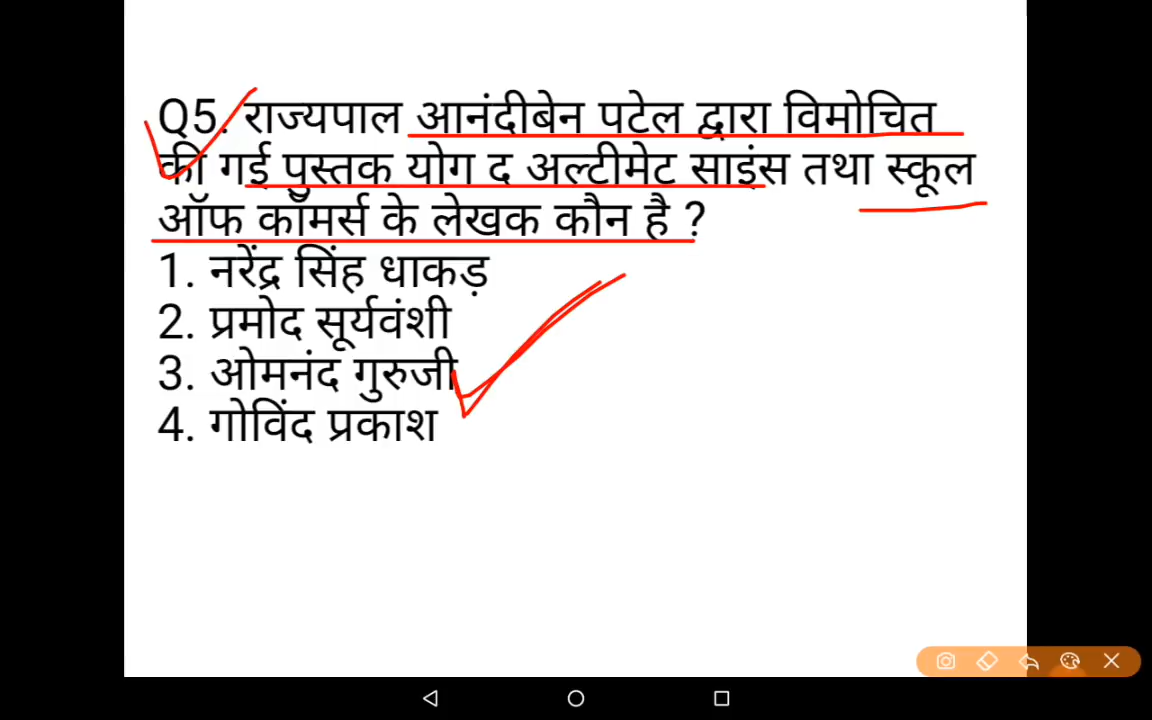 Q5. राज्यपाल आनंदीबेन पटेल द्वारा विमोचित
की गई पुस्तक योग द अल्टीमेट साइंस तथा स्कूल
ऑफ कॉमर्स के लेखक कौन है ?
1. नरेंद्र सिंह धाकड़
2. प्रमोद सूर्यवंशी
3. ओमनंद गुरुजी
4. गोविंद प्रकाश